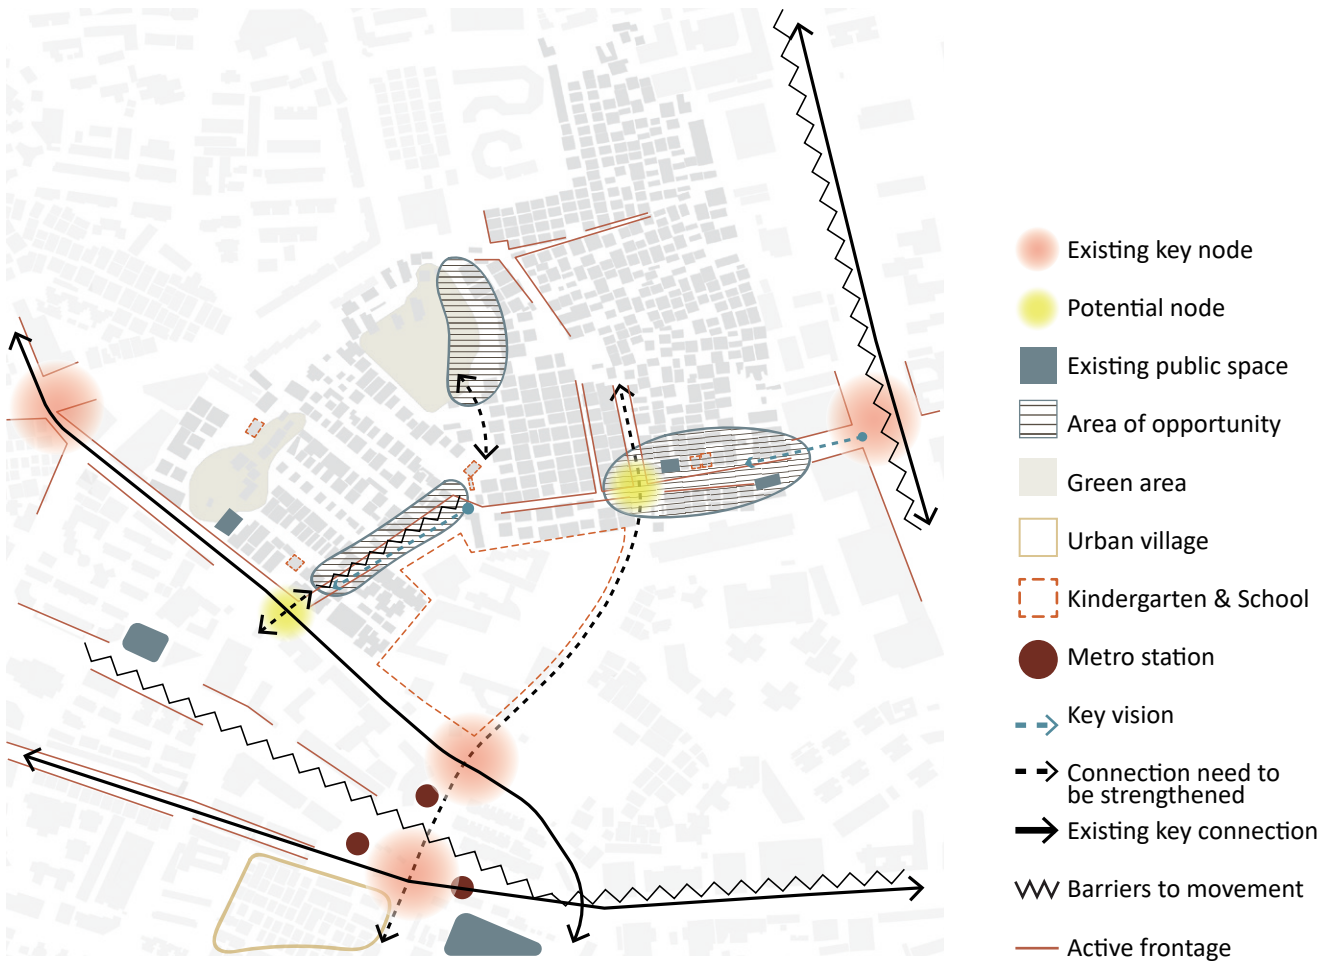 Existing key node
Potential node
Existing public space
Area of opportunity
Green area
Urban village
Kindergarten & School
Metro station
Key vision
Connection need to
be strengthened
Existing key connection
Barriers to movement
Active frontage